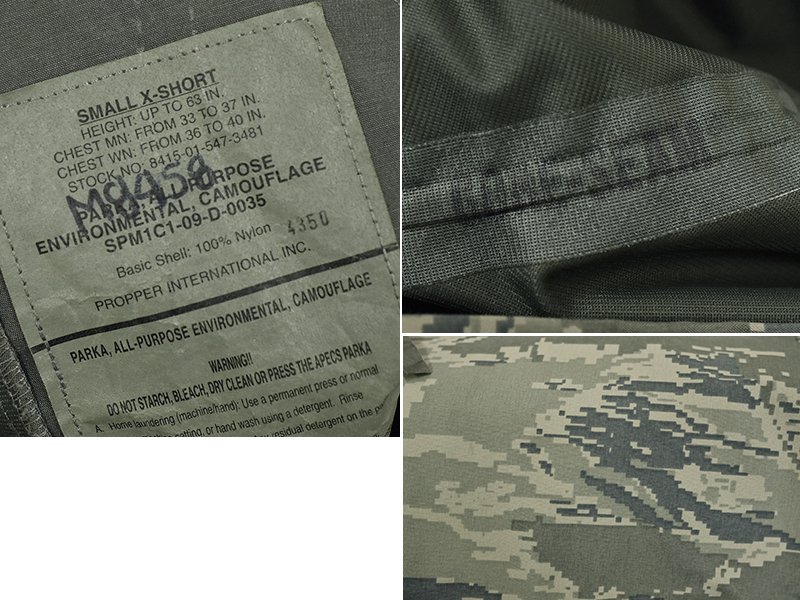 SMALL X-SHORT
HEIGHT: UP TO 63 IN.
CHEST MN: FROM 33 TO 37 IN.
CHEST WN: FROM 36 TO 40 IN.
STOCK NO: 8415-01-547-3481
PARKA, ALL PURPOSE
ENVIRONMENTAL, CAMOUFLAGE
SPM1C1-09-D-0035
Basic Shell: 100% Nylon 4350
PROPPER INTERNATIONAL INC.
PARKA, ALL-PURPOSE ENVIRONMENTAL, CAMOUFLAGE
WARNING!!
DO NOT STARCH, BLEACH, DRY CLEAN OR PRESS THE APECS PARKA
A. Home laundering (machine/hand): Use a permanent press or normal
setting, or hand wash using a detergent. Rinse
residual detergent on the